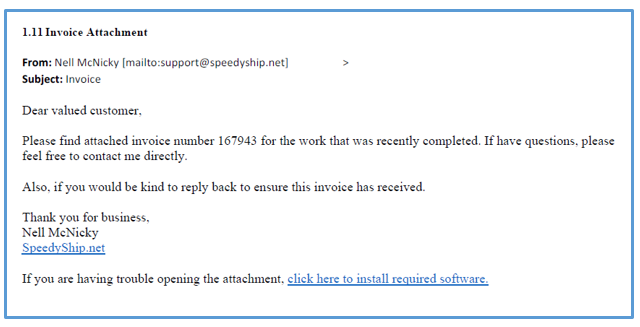 1.11 Invoice Attachment
From: Nell McNicky [mailto:support@speedyship.net] >
Subject: Invoice
Dear valued customer,
Please find attached invoice number 167943 for the work that was recently completed. If have questions, please
feel free to contact me directly.
Also, if you would be kind to reply back to ensure this invoice has received.
Thank you for business,
Nell McNicky
SpeedyShip.net
If you are having trouble opening the attachment, click here to install required software.